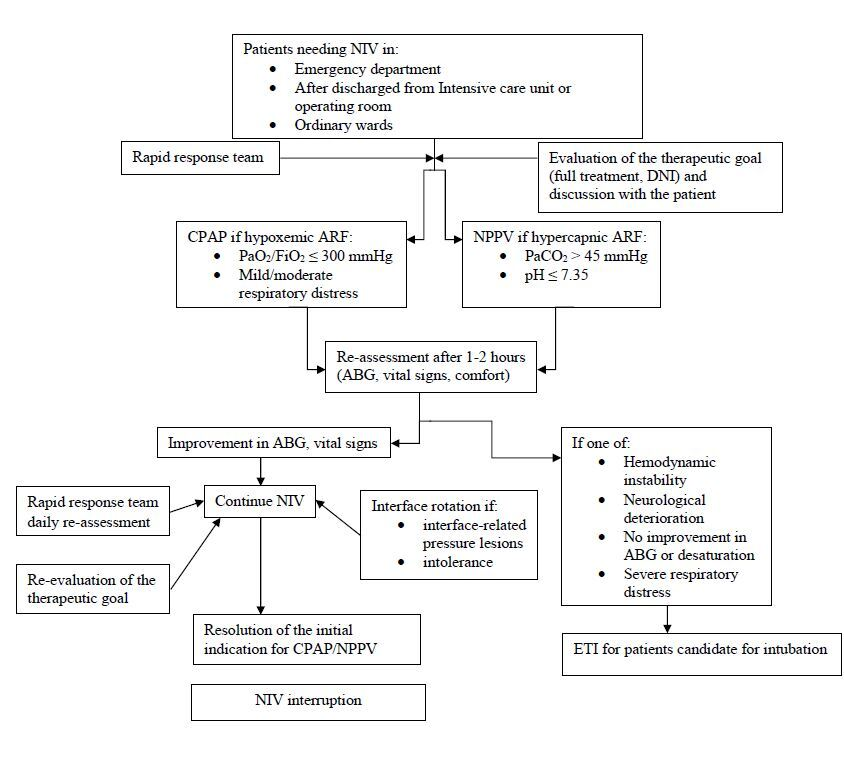 Patients needing NIV in:
• Emergency department
• After discharged from Intensive care unit or
operating room
• Ordinary wards
Rapid response team
Evaluation of the therapeutic goal
(full treatment, DNI) and
discussion with the patient
CPAP if hypoxemic ARF:
• PaO₂/FiO₂ ≤ 300 mmHg
• Mild/moderate
respiratory distress
NPPV if hypercapnic ARF:
• PaCO₂ > 45 mmHg
• pH ≤ 7.35
Re-assessment after 1-2 hours
(ABG, vital signs, comfort)
Improvement in ABG, vital signs
If one of:
• Hemodynamic
instability
• Neurological
deterioration
• No improvement in
ABG or desaturation
• Severe respiratory
distress
Rapid response team
daily re-assessment
Continue NIV
Interface rotation if:
• interface-related
pressure lesions
• intolerance
Re-evaluation of the
therapeutic goal
Resolution of the initial
indication for CPAP/NPPV
ETI for patients candidate for intubation
NIV interruption